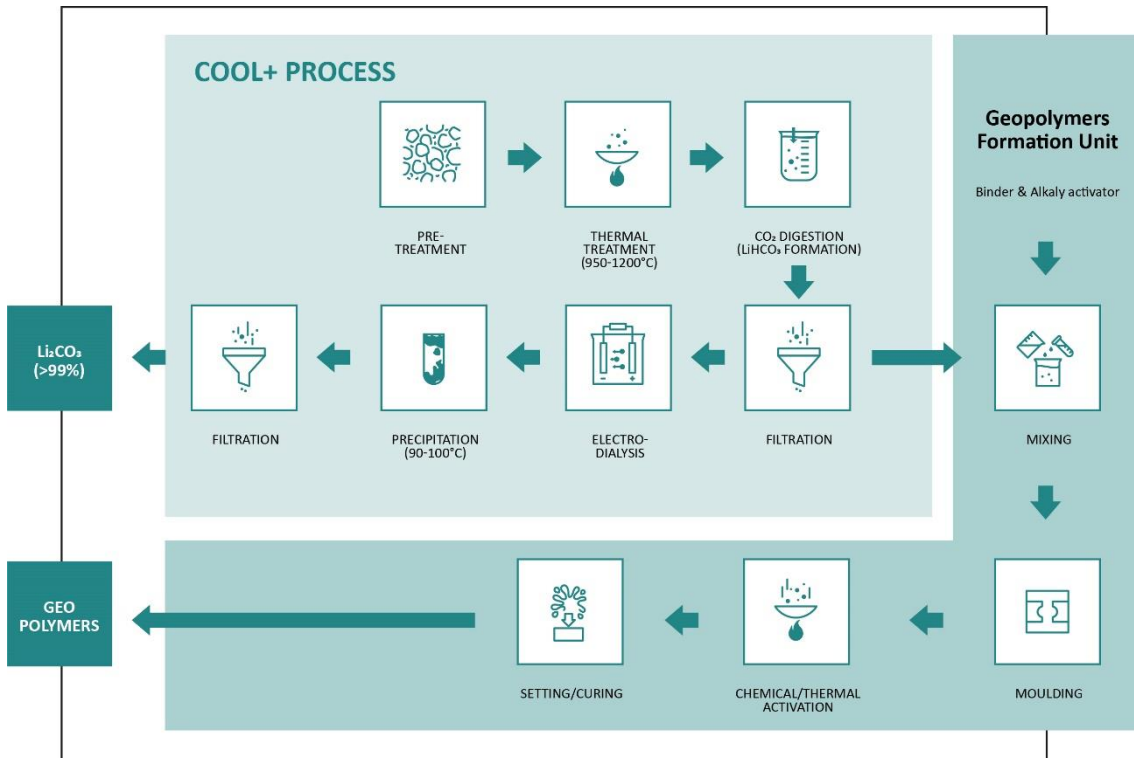 COOL+ PROCESS
PRE-
TREATMENT
THERMAL
TREATMENT
(950-1200°C)
CO₂ DIGESTION
(LiHCO₃ FORMATION)
Geopolymers
Formation Unit
Binder & Alkaly activator
Li₂CO₃
(>99%)
FILTRATION
PRECIPITATION
(90-100°C)
ELECTRO-
DIALYSIS
FILTRATION
MIXING
GEO
POLYMERS
SETTING/CURING
CHEMICAL/THERMAL
ACTIVATION
MOULDING